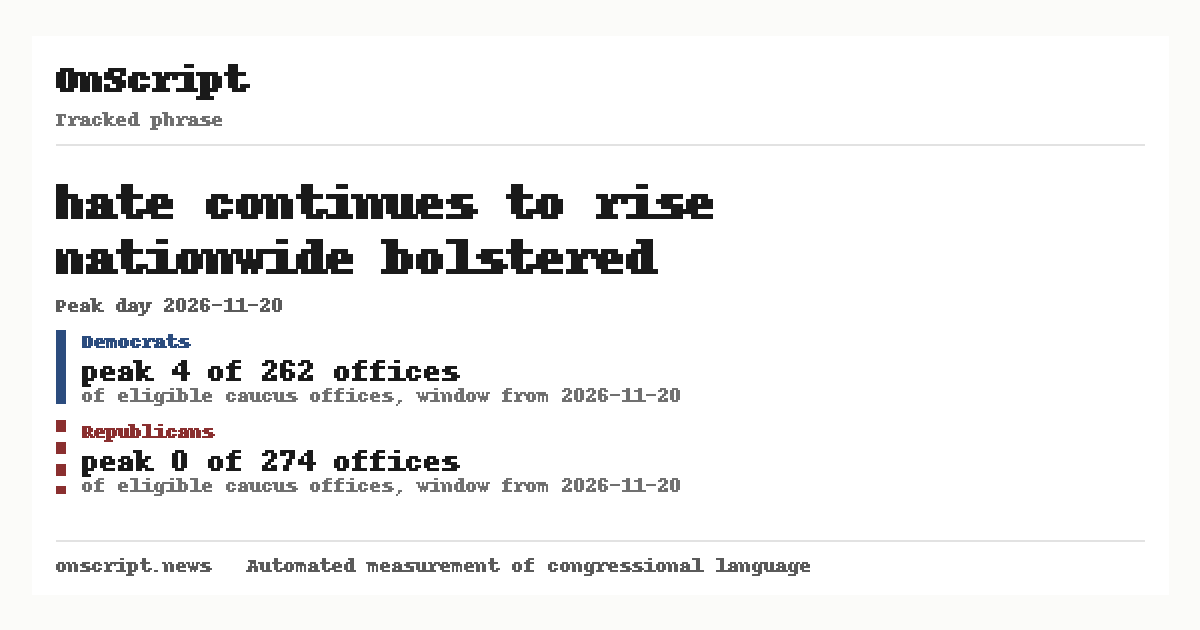 OnScript
Tracked phrase
hate continues to rise
nationwide bolstered
Peak day 2026-11-20
Democrats
peak 4 of 262 offices
of eligible caucus offices, window from 2026-11-20
Republicans
peak 0 of 274 offices
of eligible caucus offices, window from 2026-11-20
onscript.news Automated measurement of congressional language